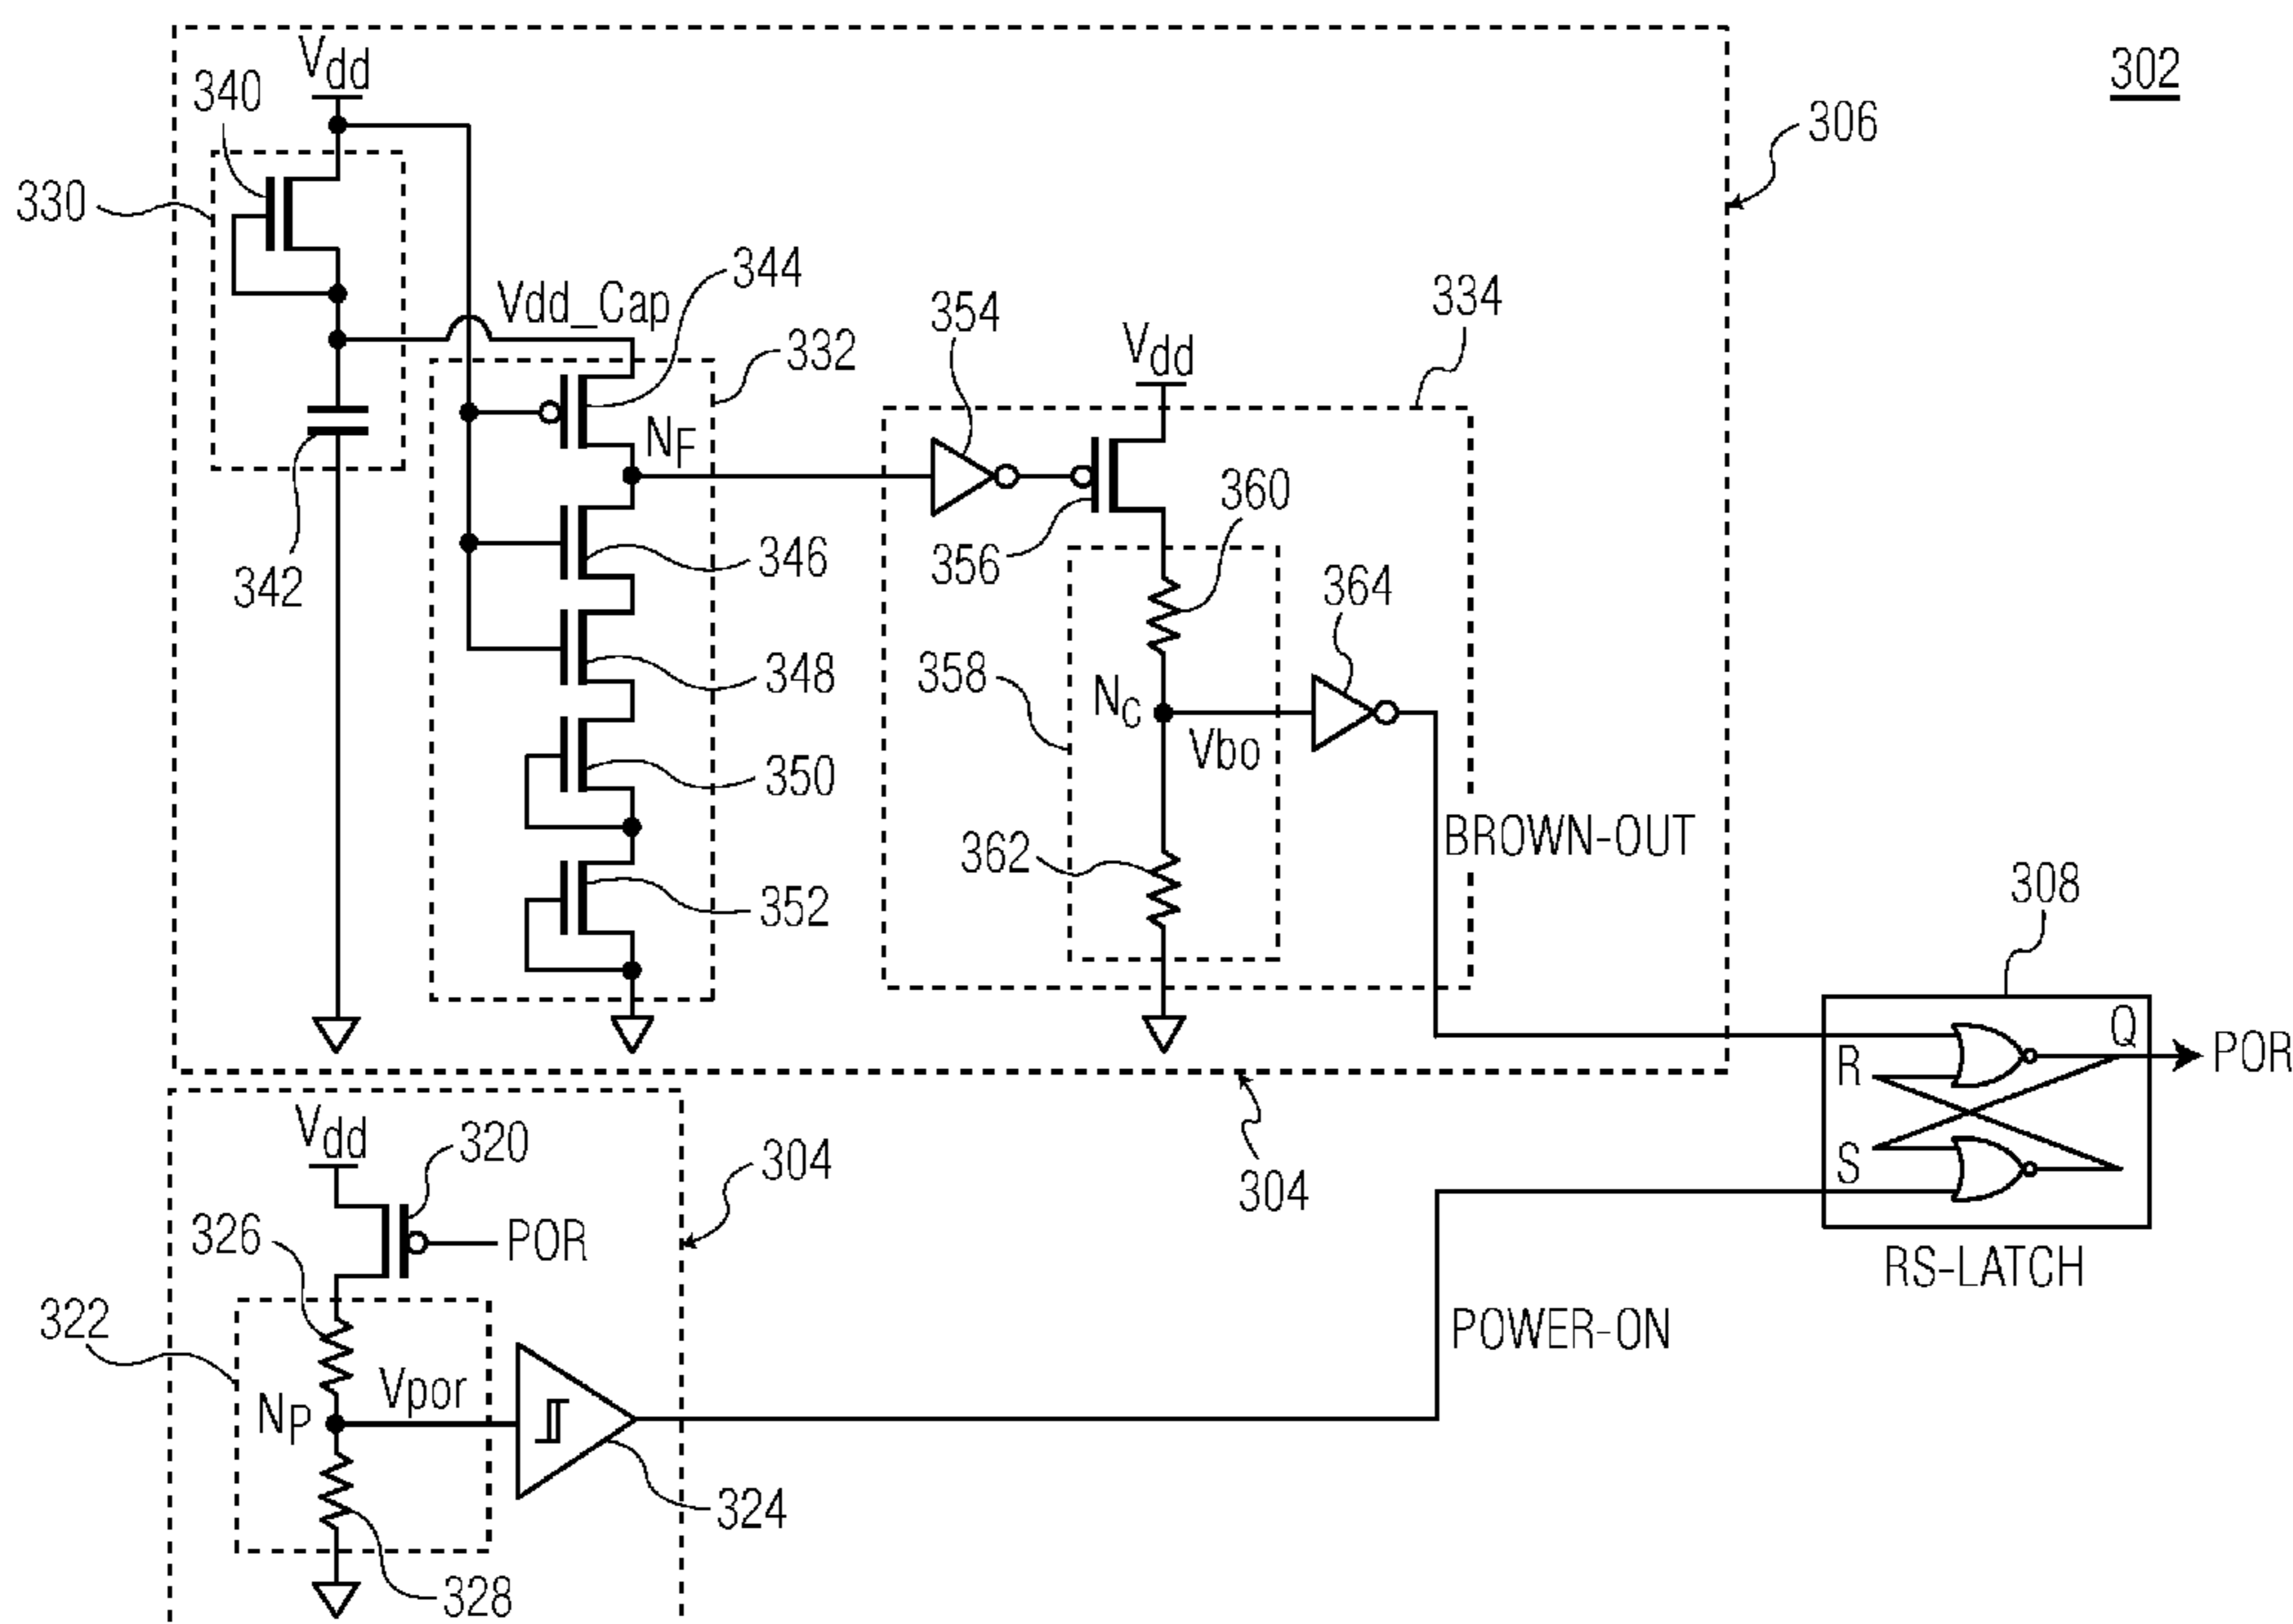 302
Vdd
340
306
330
Vdd_Cap
344
354
334
332
Vdd
NF
360
346
356
364
342
348
358
NC
Vbo
350
BROWN-OUT
362
352
308
Q
R
POR
Vdd
320
304
304
S
326
POR
RS-LATCH
322
POWER-ON
Vpor
NP
324
328